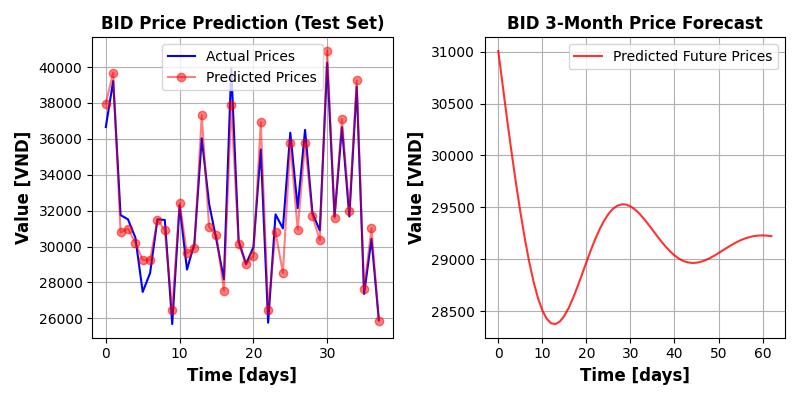 BID Price Prediction (Test Set)
Actual Prices
Predicted Prices
40000
38000
36000
34000
32000
30000
28000
26000
Value [VND]
0
10
20
30
Time [days]
BID 3-Month Price Forecast
Predicted Future Prices
31000
30500
30000
29500
29000
28500
Value [VND]
0
10
20
30
40
50
60
Time [days]